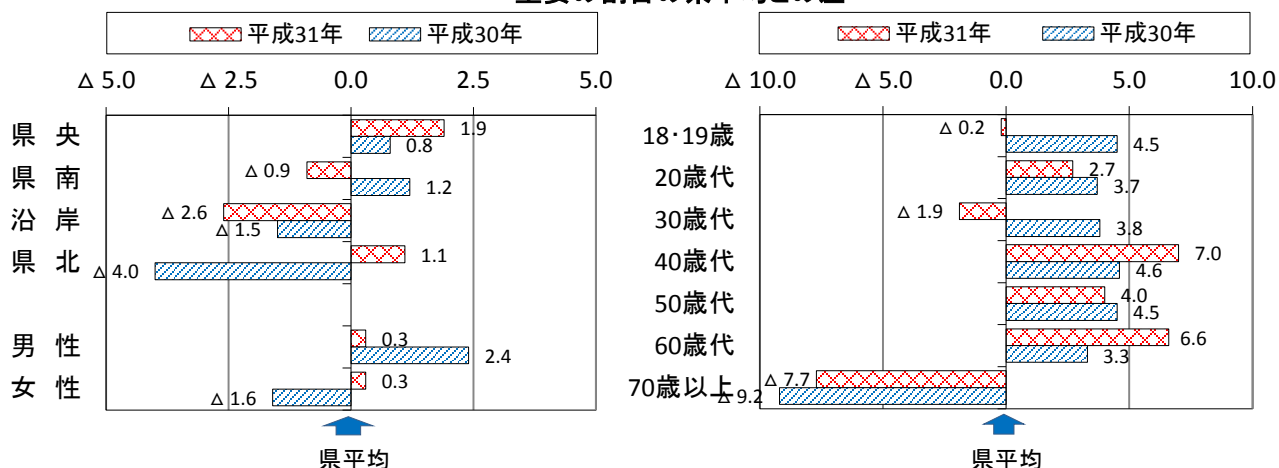 平成31年 平成30年
△ 5.0 △ 2.5 0.0 2.5 5.0
県 央 1.9
0.8
県 南 △ 0.9
1.2
沿 岸 △ 2.6
△ 1.5
県 北 1.1
△ 4.0
男 性 0.3
2.4
女 性 0.3
△ 1.6
県平均
平成31年 平成30年
△ 10.0 △ 5.0 0.0 5.0 10.0
18･19歳 △ 0.2
4.5
20歳代 2.7
3.7
30歳代 △ 1.9
3.8
40歳代 7.0
4.6
50歳代 4.0
4.5
60歳代 6.6
3.3
70歳以上 △ 7.7
△ 9.2
県平均